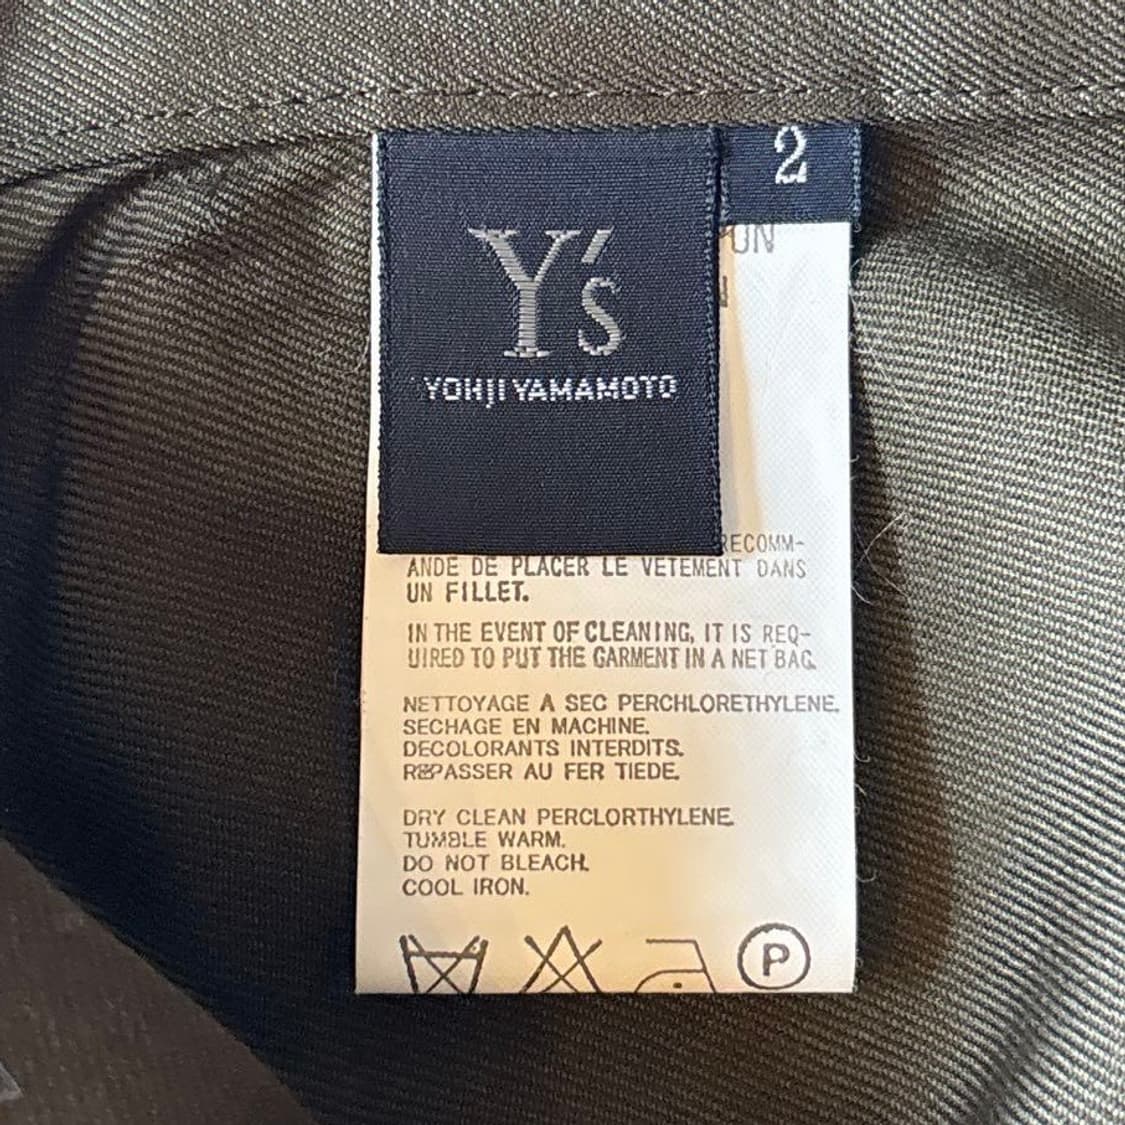 2
Y's
YOHJI YAMAMOTO
RECOMM-
ANDE DE PLACER LE VETEMENT DANS
UN FILLET.
IN THE EVENT OF CLEANING, IT IS REQ-
UIRED TO PUT THE GARMENT IN A NET BAG.
NETTOYAGE A SEC PERCHLORETHYLENE.
SECHAGE EN MACHINE.
DECOLORANTS INTERDITS.
REPASSER AU FER TIEDE.
DRY CLEAN PERCLORTHYLENE.
TUMBLE WARM.
DO NOT BLEACH.
COOL IRON.
P